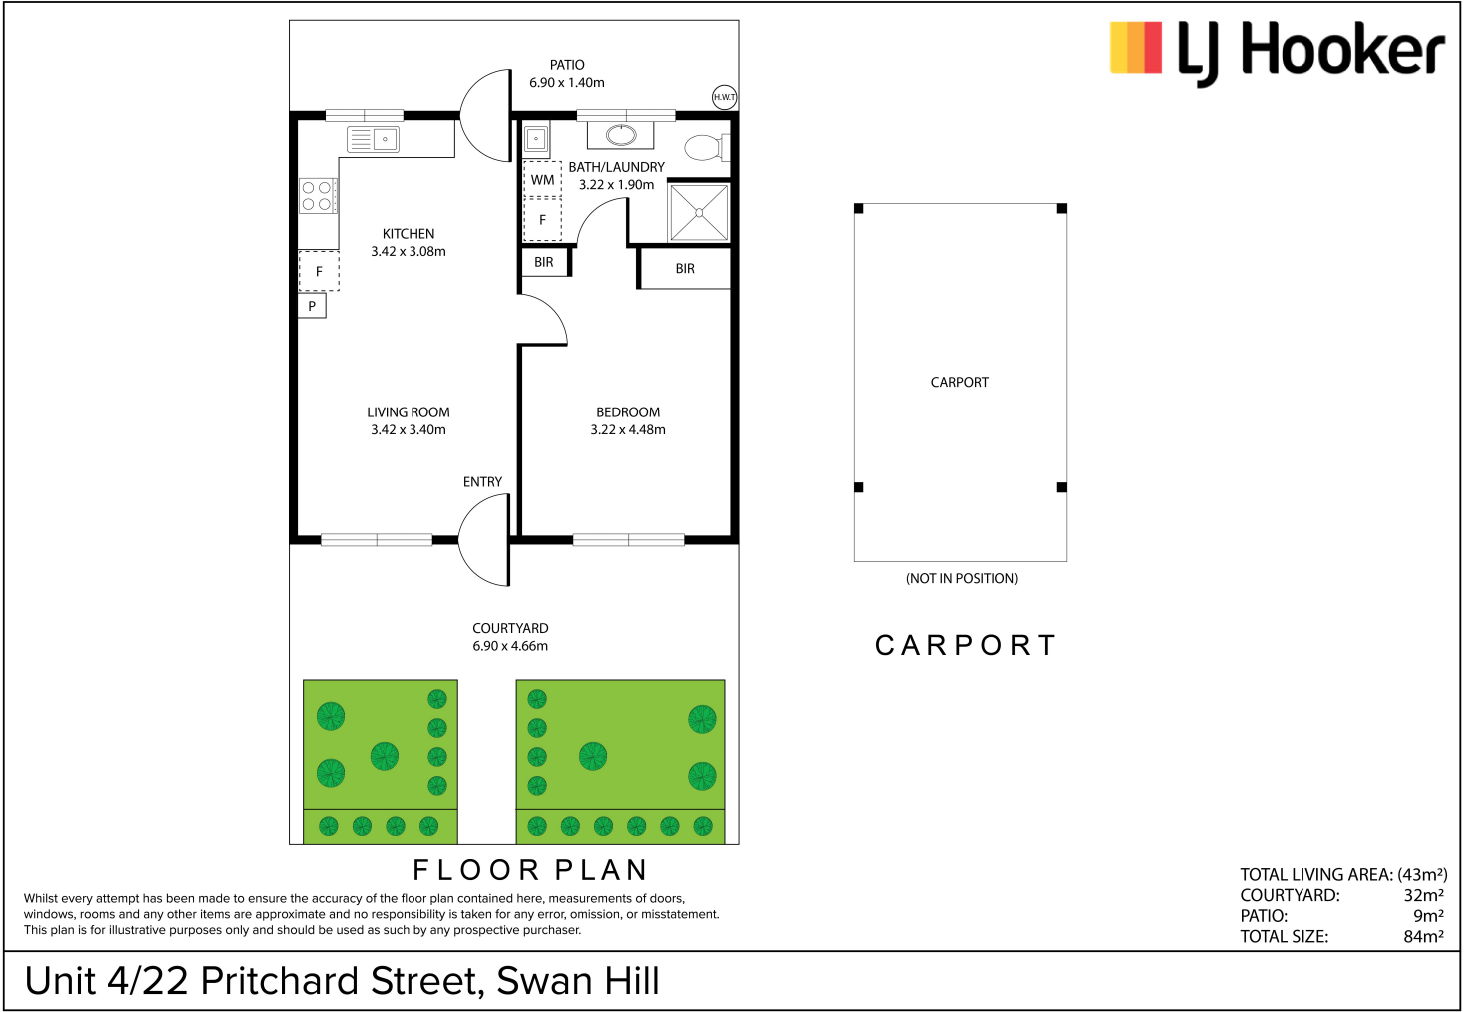 LJ Hooker
PATIO
6.90 x 1.40m
H.W.T
BATH/LAUNDRY
3.22 x 1.90m
WM
F
KITCHEN
3.42 x 3.08m
F
P
BIR
BIR
LIVING ROOM
3.42 x 3.40m
BEDROOM
3.22 x 4.48m
ENTRY
COURTYARD
6.90 x 4.66m
CARPORT
(NOT IN POSITION)
CARPORT
FLOOR PLAN
Whilst every attempt has been made to ensure the accuracy of the floor plan contained here, measurements of doors,
windows, rooms and any other items are approximate and no responsibility is taken for any error, omission, or misstatement.
This plan is for illustrative purposes only and should be used as such by any prospective purchaser.
TOTAL LIVING AREA: (43m²)
COURTYARD: 32m²
PATIO: 9m²
TOTAL SIZE: 84m²
Unit 4/22 Pritchard Street, Swan Hill